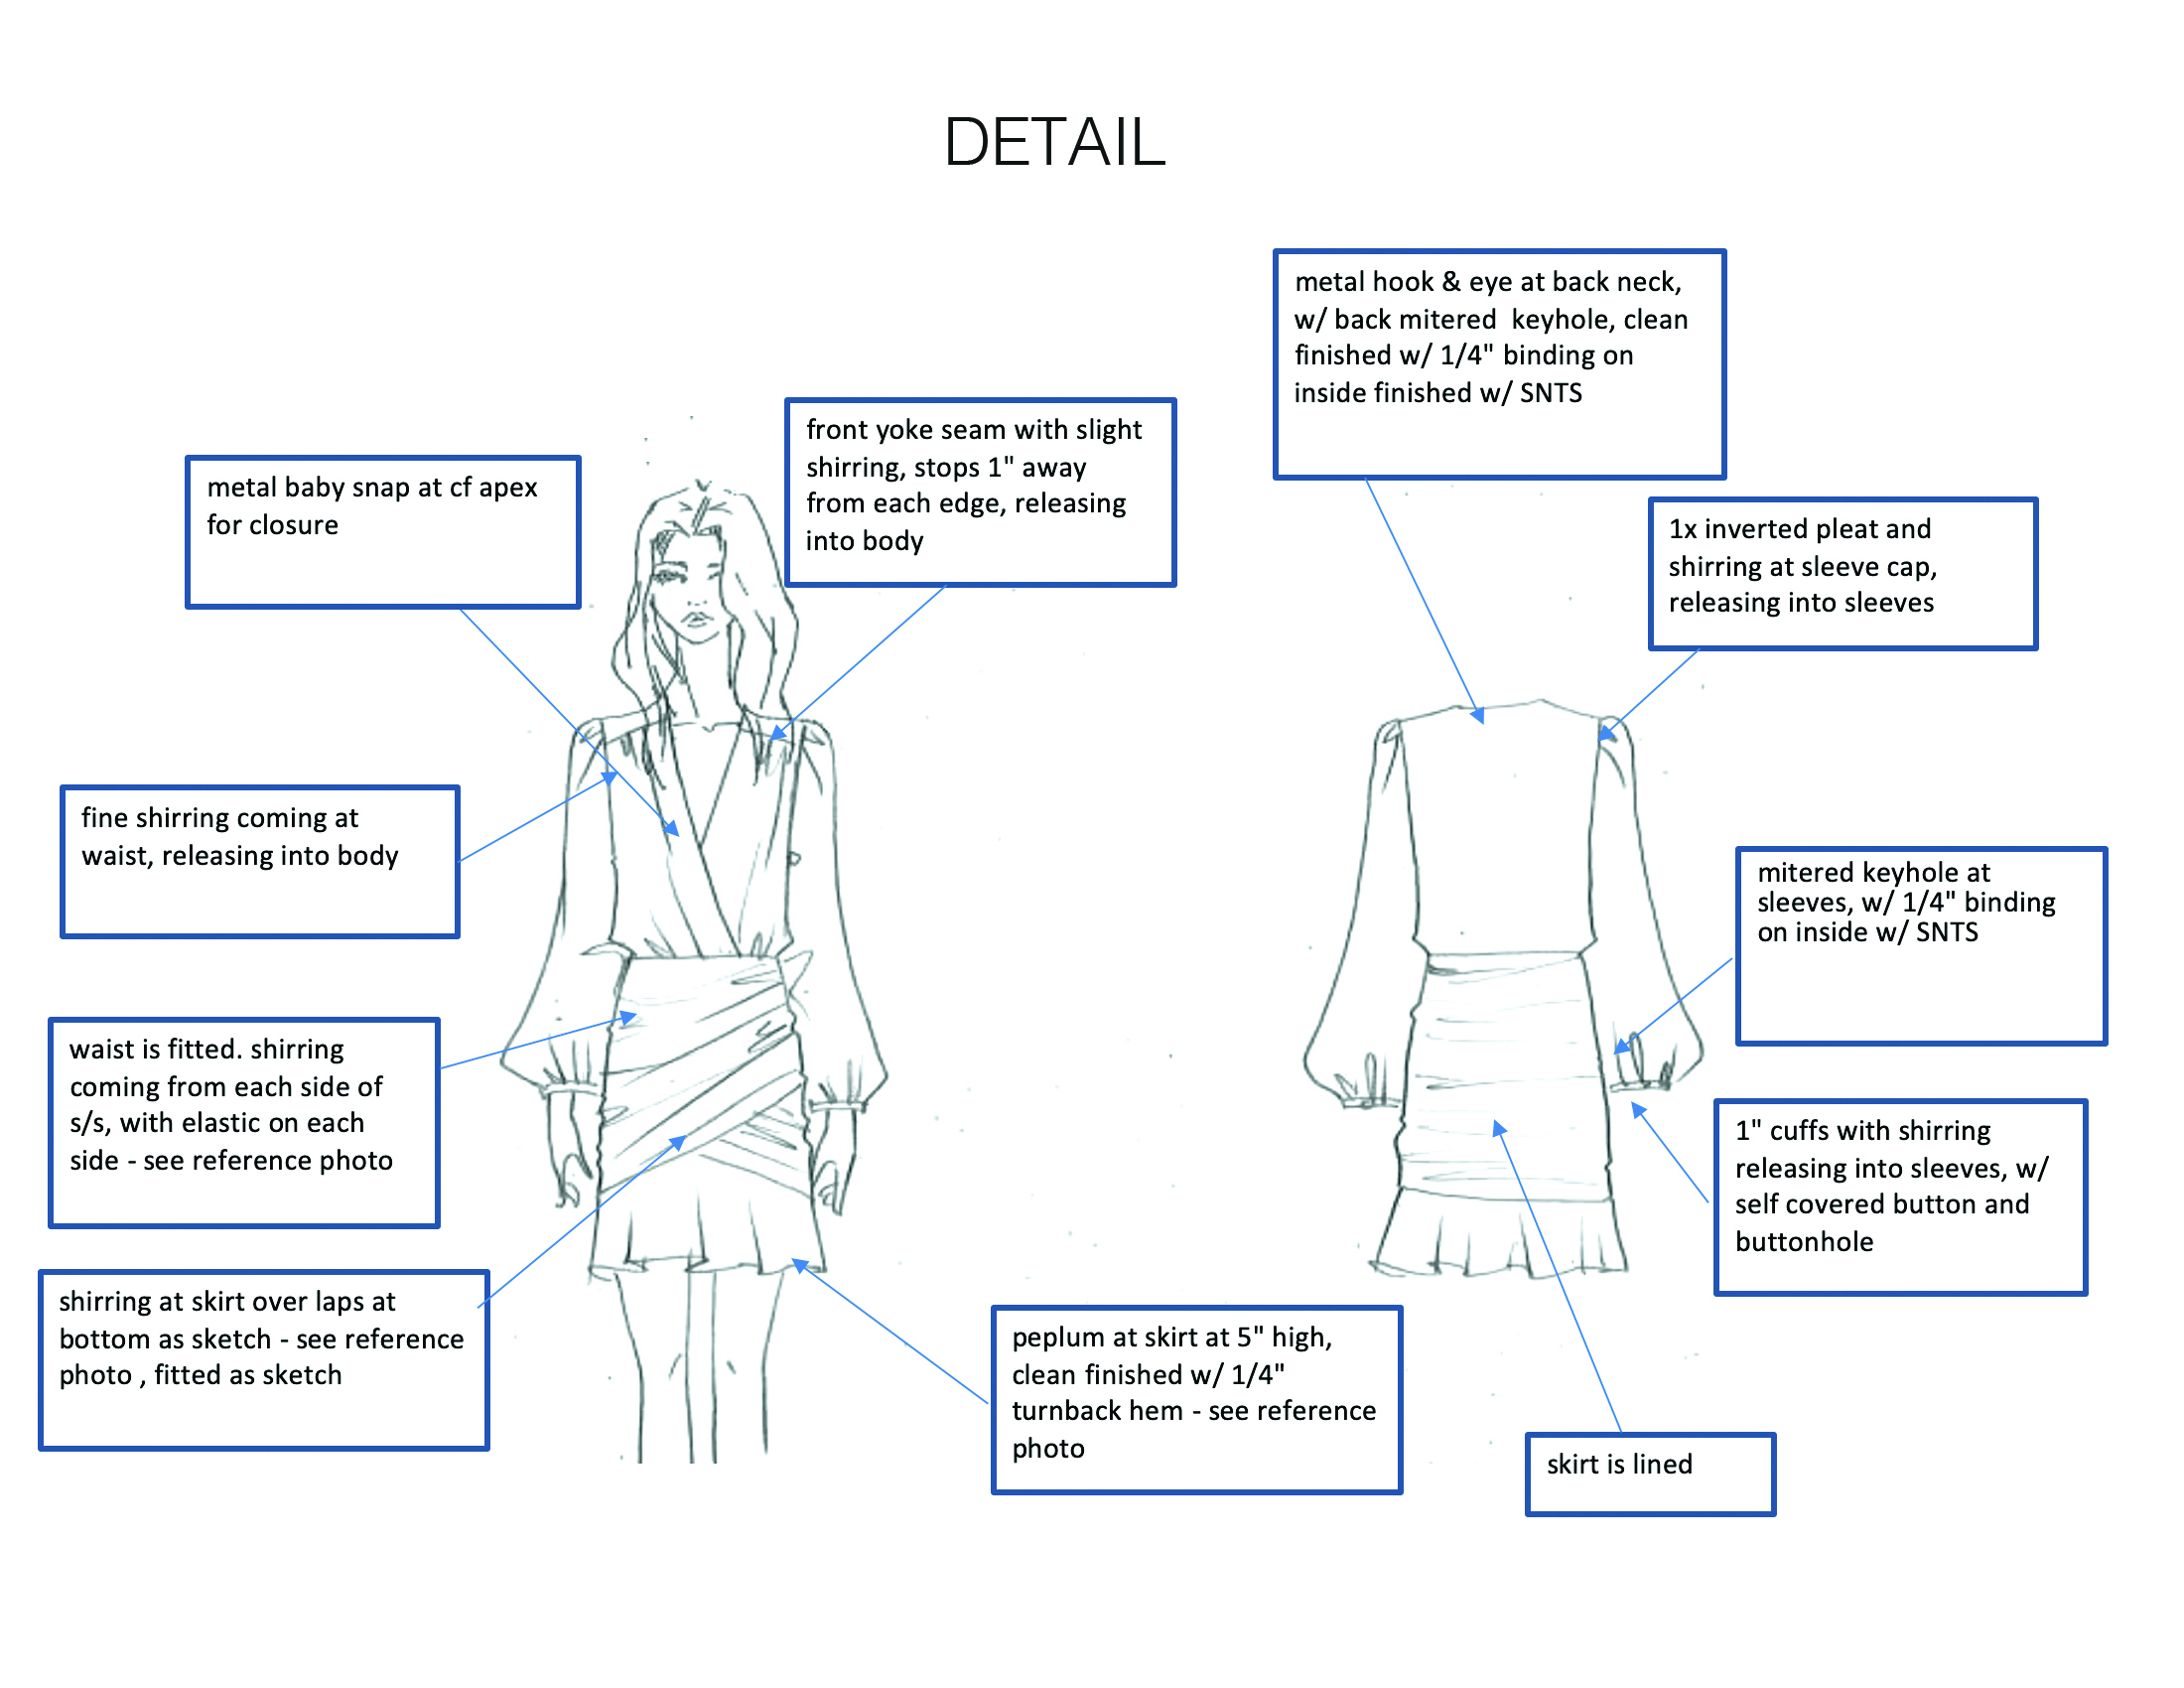 DETAIL
metal hook & eye at back neck,
w/ back mitered  keyhole, clean
finished w/ 1/4" binding on
inside finished w/ SNTS
front yoke seam with slight
shirring, stops 1" away
from each edge, releasing
into body
metal baby snap at cf apex
for closure
1x inverted pleat and
shirring at sleeve cap,
releasing into sleeves
fine shirring coming at
waist, releasing into body
mitered keyhole at
sleeves, w/ 1/4" binding
on inside w/ SNTS
waist is fitted. shirring
coming from each side of
s/s, with elastic on each
side - see reference photo
1" cuffs with shirring
releasing into sleeves, w/
self covered button and
buttonhole
shirring at skirt over laps at
bottom as sketch - see reference
photo , fitted as sketch
peplum at skirt at 5" high,
clean finished w/ 1/4"
turnback hem - see reference
photo
skirt is lined